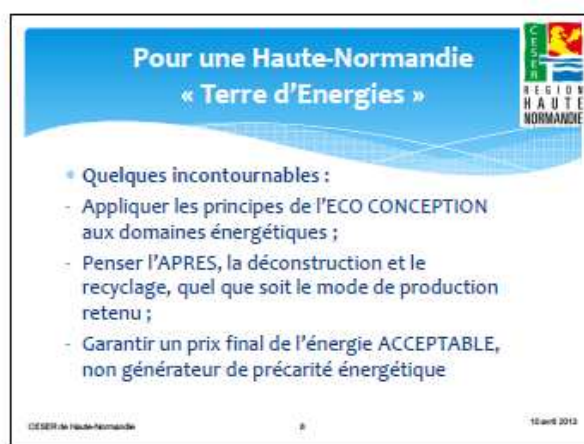 Pour une Haute-Normandie
« Terre d'Energies »
CESER
REGION
HAUTE
NORMANDIE
Quelques incontournables :
- Appliquer les principes de l'ECO CONCEPTION
aux domaines énergétiques ;
- Penser l'APRES, la déconstruction et le
recyclage, quel que soit le mode de production
retenu ;
- Garantir un prix final de l'énergie ACCEPTABLE,
non générateur de précarité énergétique
CESER de Haute-Normandie
10 avril 2013